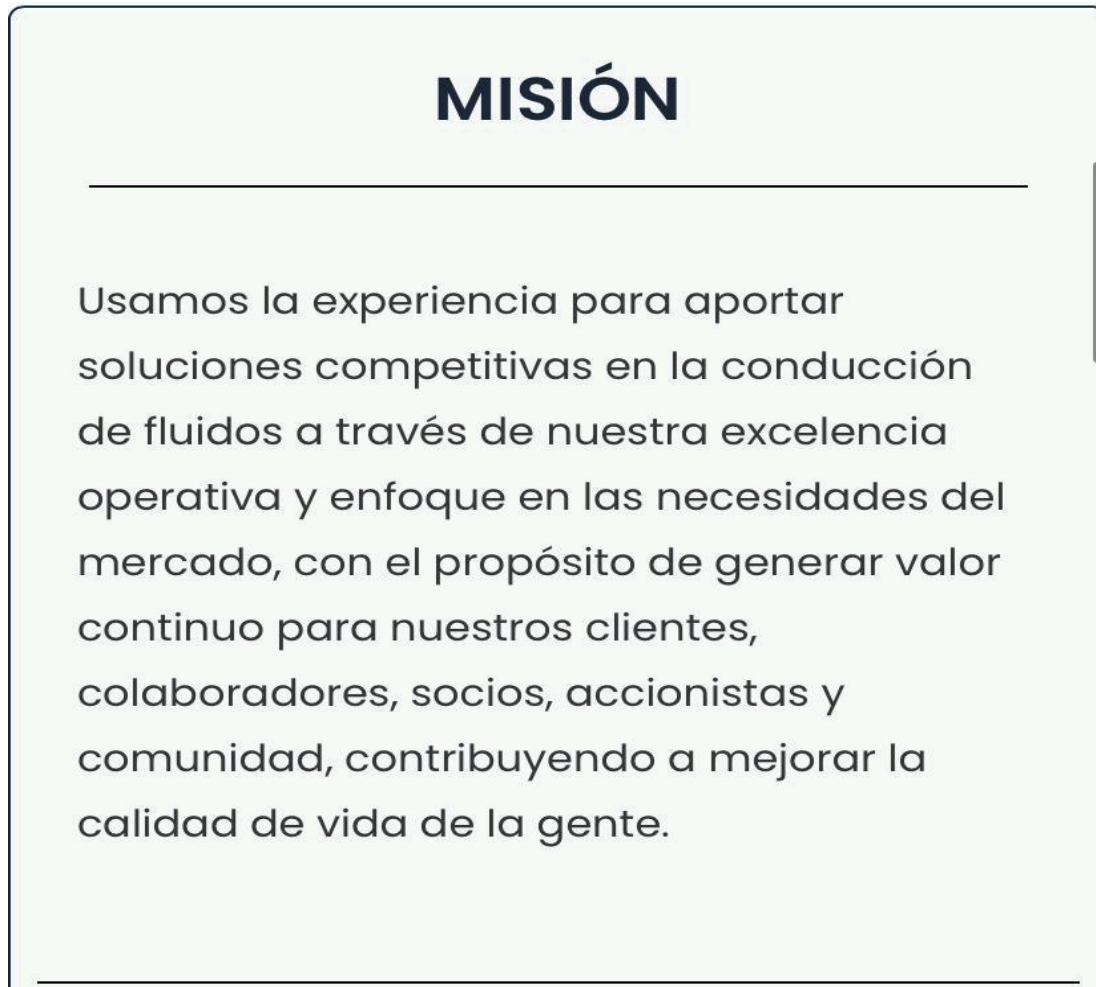 MISIÓN
Usamos la experiencia para aportar
soluciones competitivas en la conducción
de fluidos a través de nuestra excelencia
operativa y enfoque en las necesidades del
mercado, con el propósito de generar valor
continuo para nuestros clientes,
colaboradores, socios, accionistas y
comunidad, contribuyendo a mejorar la
calidad de vida de la gente.